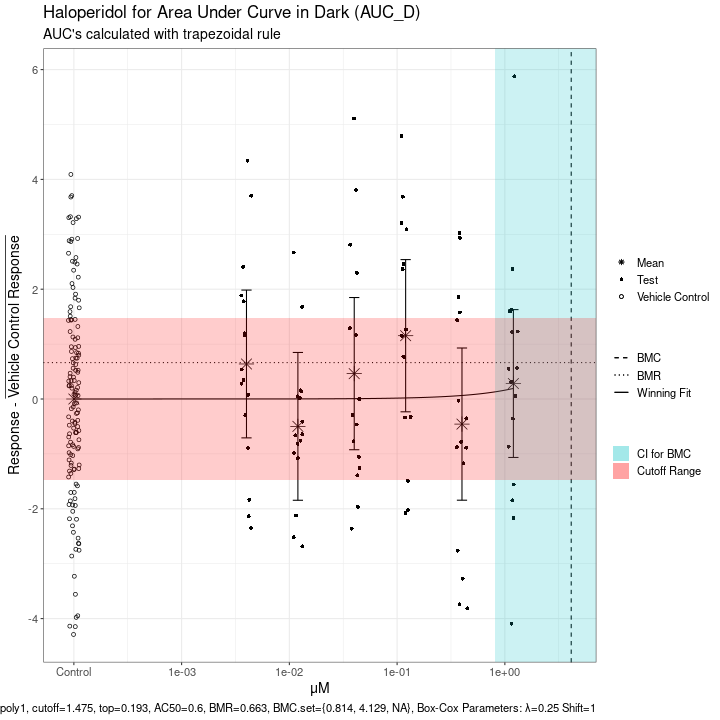 Haloperidol for Area Under Curve in Dark (AUC_D)
AUC's calculated with trapezoidal rule
Response - Vehicle Control Response
6
4
2
0
-2
-4
Control
1e-03
1e-02
1e-01
1e+00
µM
Mean
Test
Vehicle Control
BMC
BMR
Winning Fit
CI for BMC
Cutoff Range
poly1, cutoff=1.475, top=0.193, AC50=0.6, BMR=0.663, BMC.set={0.814, 4.129, NA}, Box-Cox Parameters: λ=0.25 Shift=1